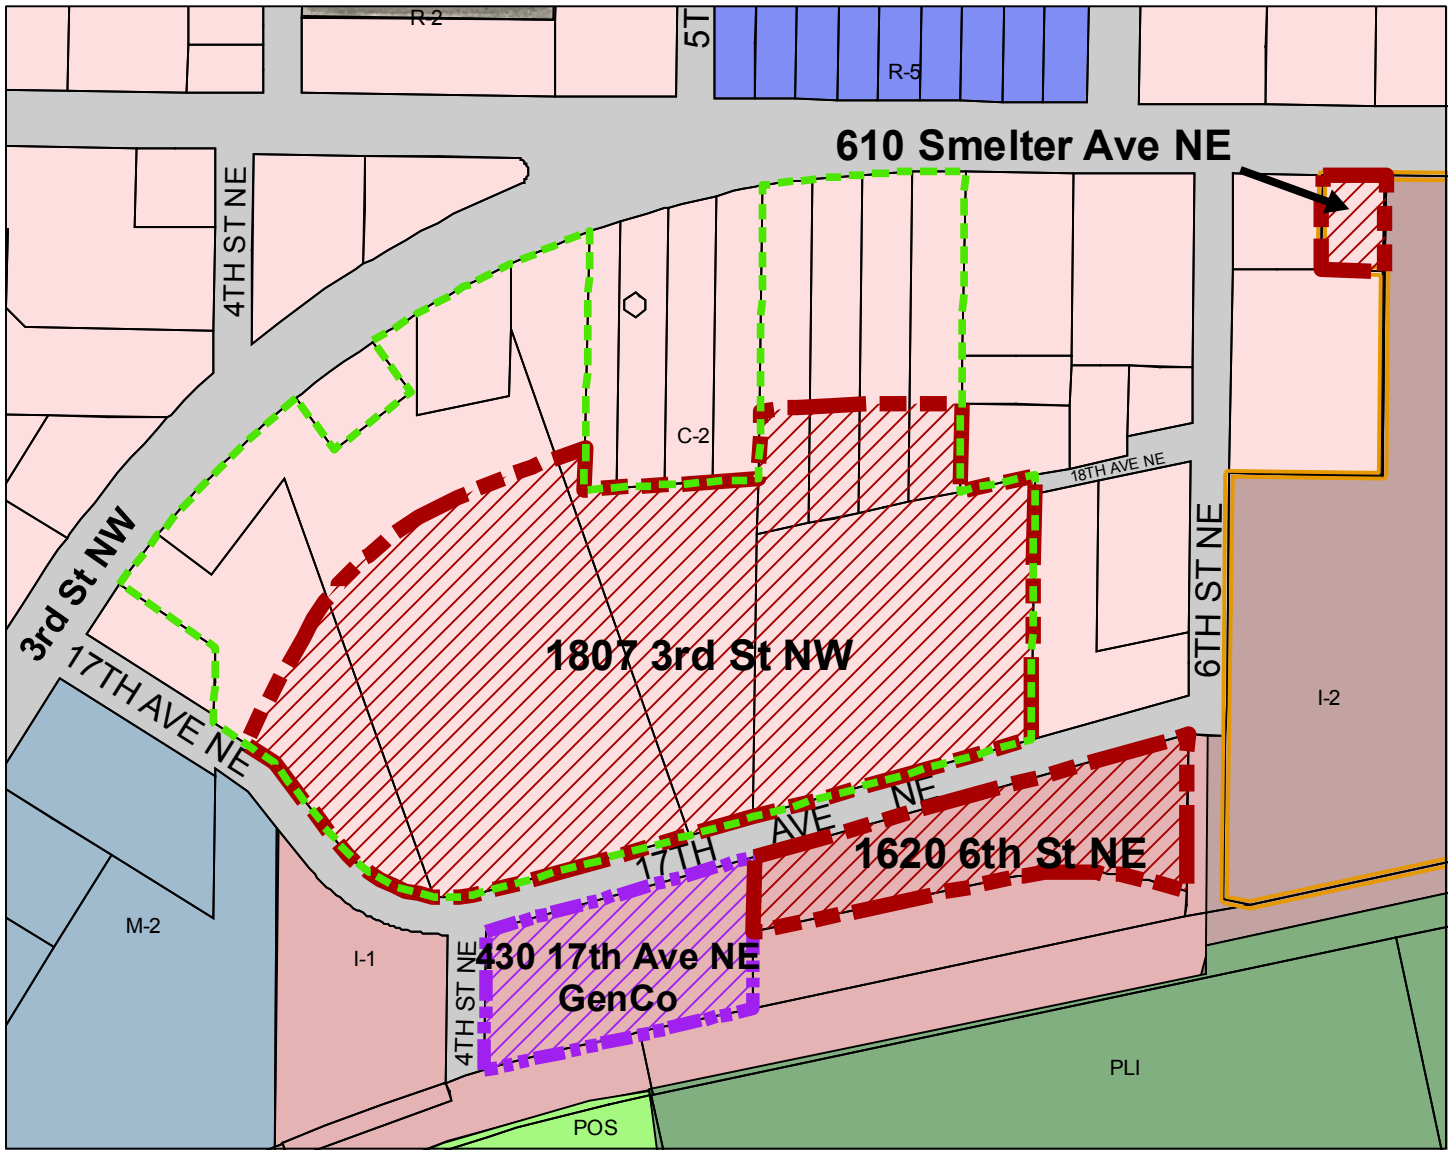 R-2
5T
R-5
610 Smelter Ave NE
4TH ST NE
C-2
18TH AVE NE
3rd St NW
6TH ST NE
1807 3rd St NW
17TH AVE NE
I-2
17TH AVE NE
1620 6th St NE
M-2
I-1
4TH ST NE
430 17th Ave NE
GenCo
PLI
POS